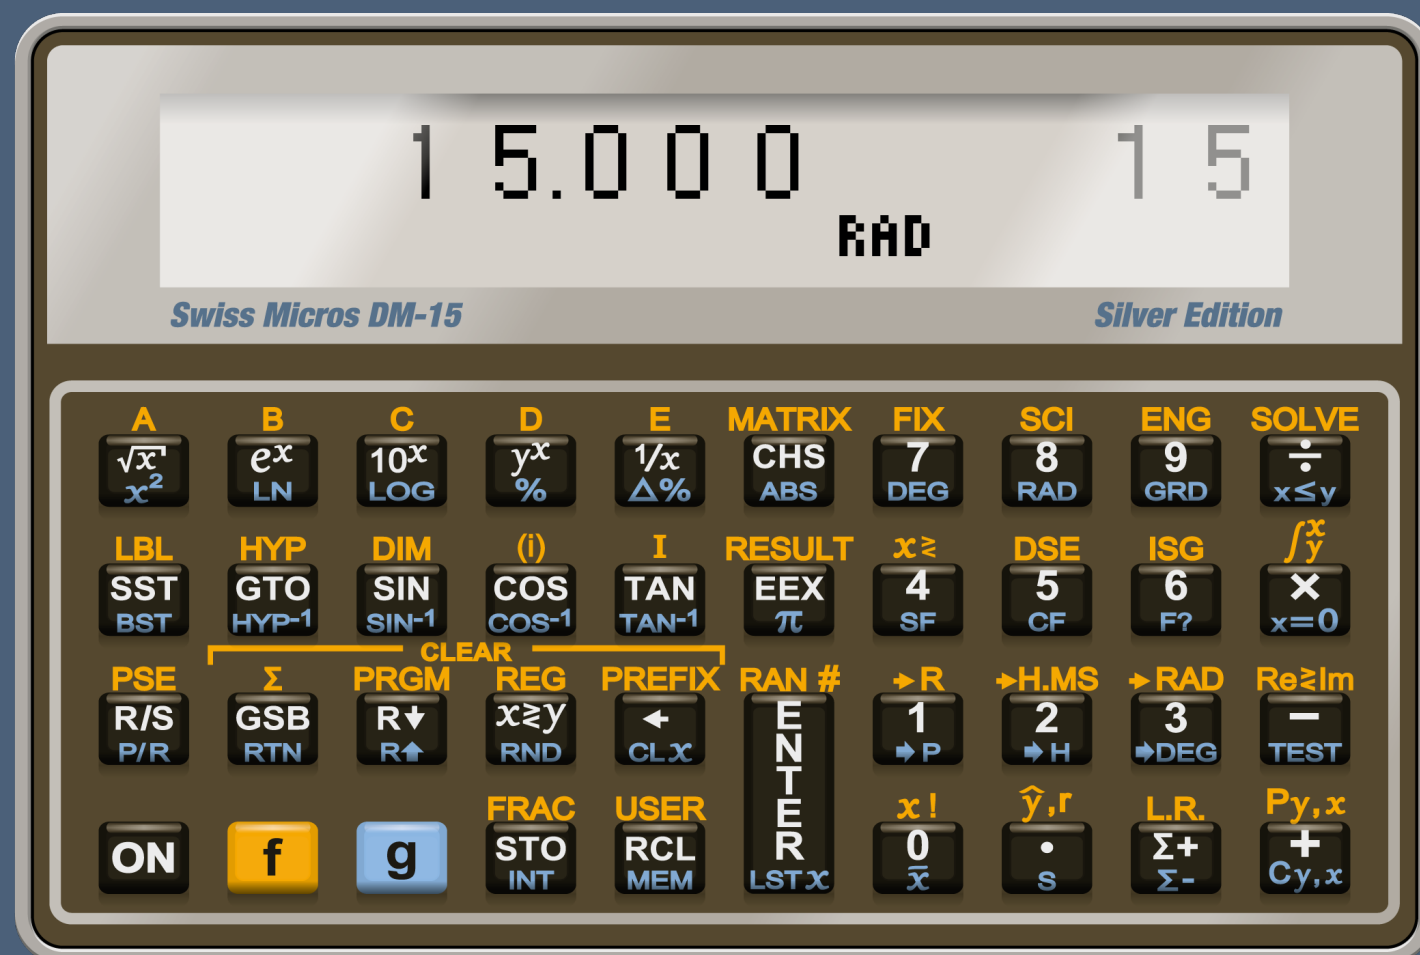 15.000 15
RAD
Swiss Micros DM-15 Silver Edition
A B C D E MATRIX FIX SCI ENG SOLVE
√x eˣ 10ˣ yˣ 1/x CHS 7 8 9 ÷
x² LN LOG % Δ% ABS DEG RAD GRD x≤y
LBL HYP DIM (i) I RESULT x≷ DSE ISG ∫xy
SST GTO SIN COS TAN EEX 4 5 6 ×
BST HYP-1 SIN-1 COS-1 TAN-1 π SF CF F? x=0
CLEAR
PSE Σ PRGM REG PREFIX RAN # →R →H.MS →RAD Re≷Im
R/S GSB R↓ x≷y ← ENTER 1 2 3 −
P/R RTN R↑ RND CLx →P →H →DEG TEST
FRAC USER x! ŷ,r L.R. Py,x
ON f g STO RCL 0 • Σ+ +
INT MEM LSTx x̅ s Σ- Cy,x